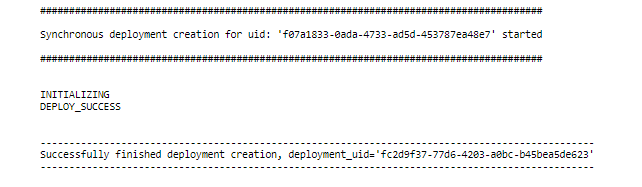 #######################################################################################
Synchronous deployment creation for uid: 'f07a1833-0ada-4733-ad5d-453787ea48e7' started
#######################################################################################
INITIALIZING
DEPLOY_SUCCESS
------------------------------------------------------------------------------------------------
Successfully finished deployment creation, deployment_uid='fc2d9f37-77d6-4203-a0bc-b45bea5de623'
------------------------------------------------------------------------------------------------